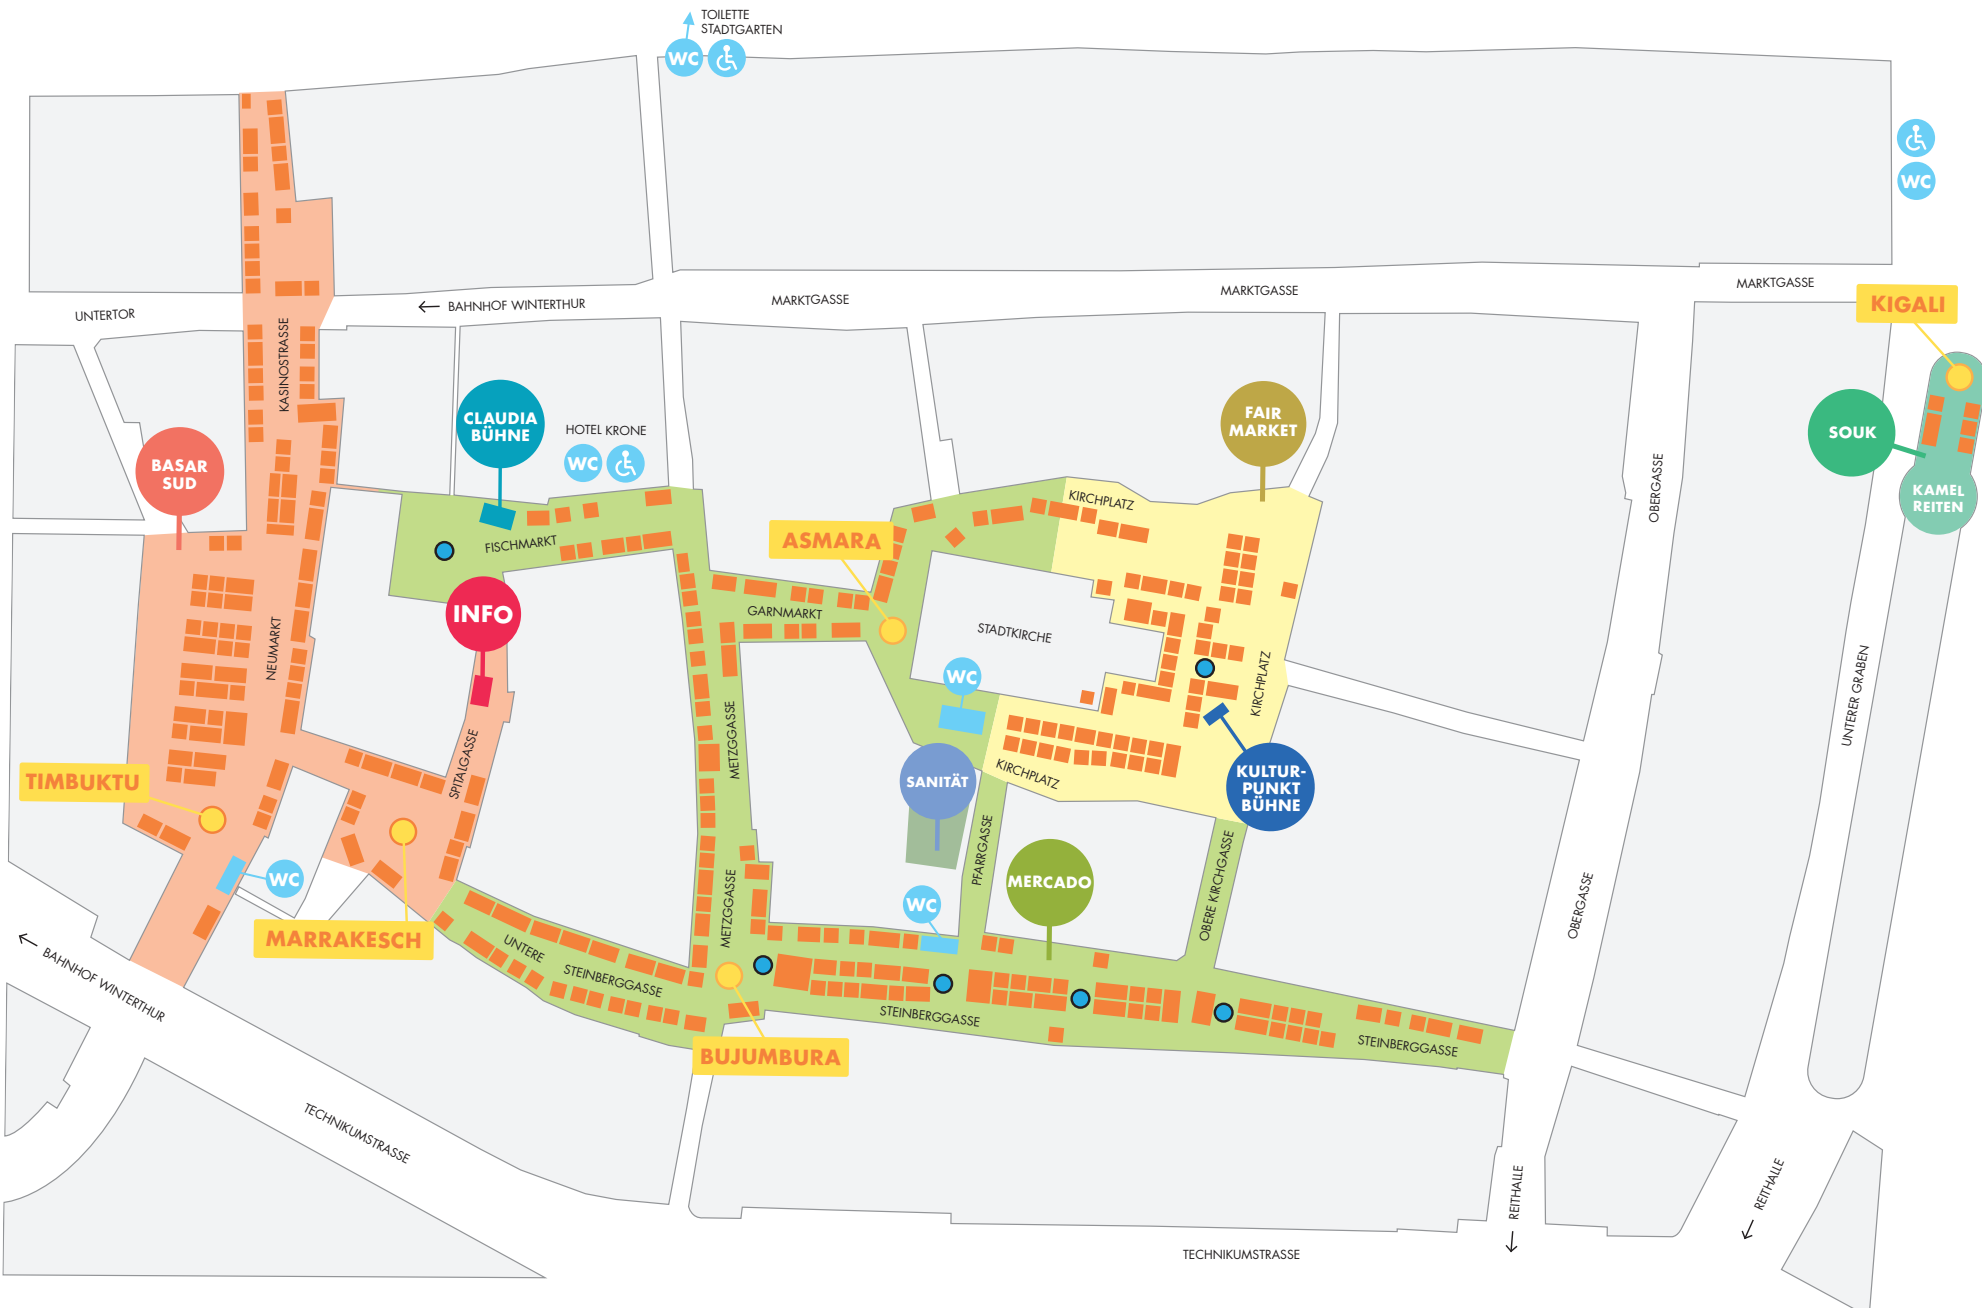 TOILETTE
STADTGARTEN
WC
WC
UNTERTOR
← BAHNHOF WINTERTHUR
MARKTGASSE
MARKTGASSE
MARKTGASSE
KIGALI
KASINOSTRASSE
CLAUDIA
BÜHNE
HOTEL KRONE
WC
FAIR
MARKET
SOUK
KAMEL
REITEN
BASAR
SUD
OBERGASSE
KIRCHPLATZ
FISCHMARKT
ASMARA
INFO
GARNMARKT
STADTKIRCHE
NEUMARKT
WC
KIRCHPLATZ
UNTERER GRABEN
METZGGASSE
SPITALGASSE
TIMBUKTU
SANITÄT
KIRCHPLATZ
KULTUR-
PUNKT
BÜHNE
PFARRGASSE
MERCADO
OBERE KIRCHGASSE
WC
WC
METZGGASSE
OBERGASSE
MARRAKESCH
← BAHNHOF WINTERTHUR
UNTERE
STEINBERGGASSE
STEINBERGGASSE
STEINBERGGASSE
BUJUMBURA
TECHNIKUMSTRASSE
← REITHALLE
← REITHALLE
TECHNIKUMSTRASSE